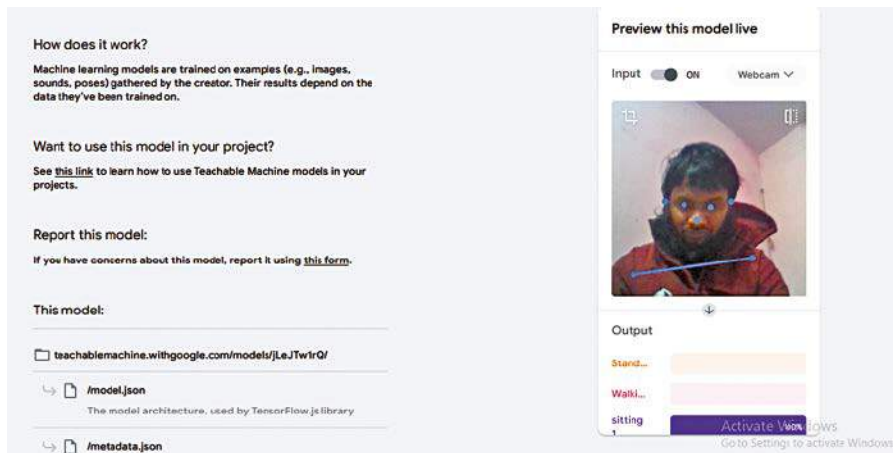 How does it work?
Machine learning models are trained on examples (e.g., images,
sounds, poses) gathered by the creator. Their results depend on the
data they've been trained on.
Want to use this model in your project?
See this link to learn how to use Teachable Machine models in your
projects.
Report this model:
If you have concerns about this model, report it using this form.
This model:
teachablemachine.withgoogle.com/models/jLeJTw1rQ/
/model.json
The model architecture, used by TensorFlow.js library
/metadata.json
Preview this model live
Input ON Webcam
Output
Stand...
Walki...
sitting
1
100%
Activate Windows
Go to Settings to activate Windows